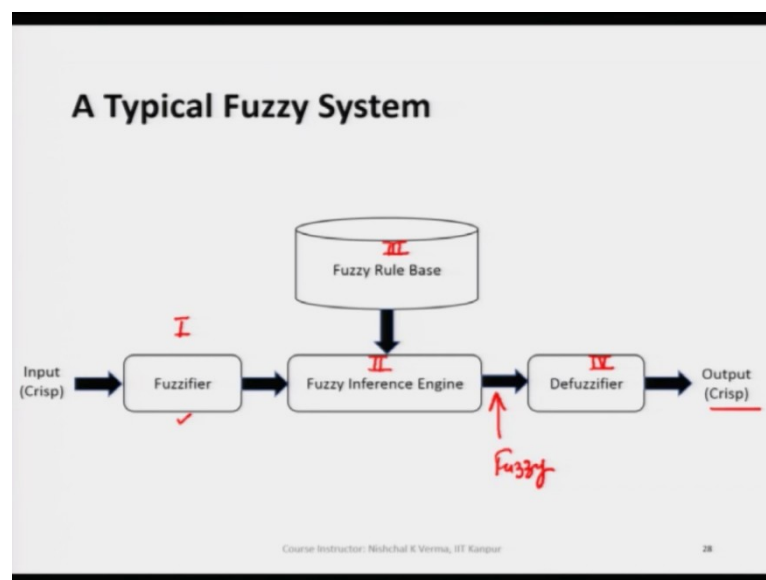 A Typical Fuzzy System
III
Fuzzy Rule Base
I
II
IV
Input
(Crisp)
Fuzzifier
Fuzzy Inference Engine
Defuzzifier
Output
(Crisp)
Fuzzy
Course Instructor: Nishchal K Verma, IIT Kanpur
28